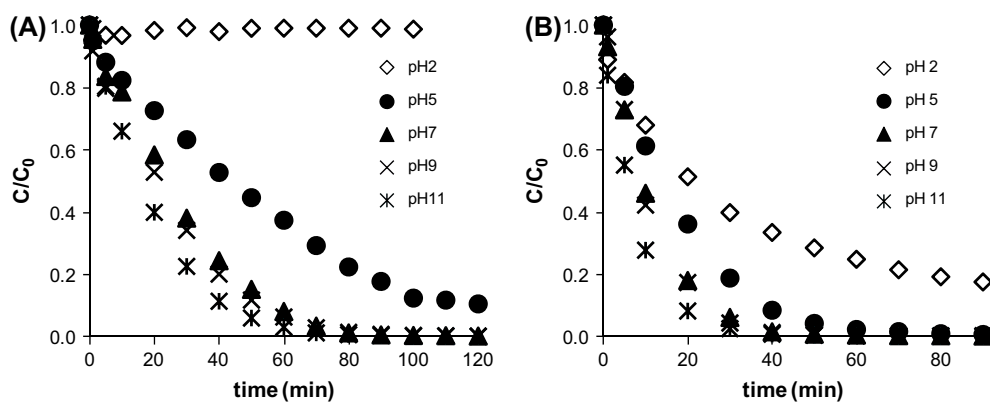 (A)
1.0
0.8
0.6
0.4
0.2
0.0
C/C0
0 20 40 60 80 100 120
time (min)
pH2
pH5
pH7
pH9
pH11
(B)
1.0
0.8
0.6
0.4
0.2
0.0
C/C0
0 20 40 60 80
time (min)
pH 2
pH 5
pH 7
pH 9
pH 11